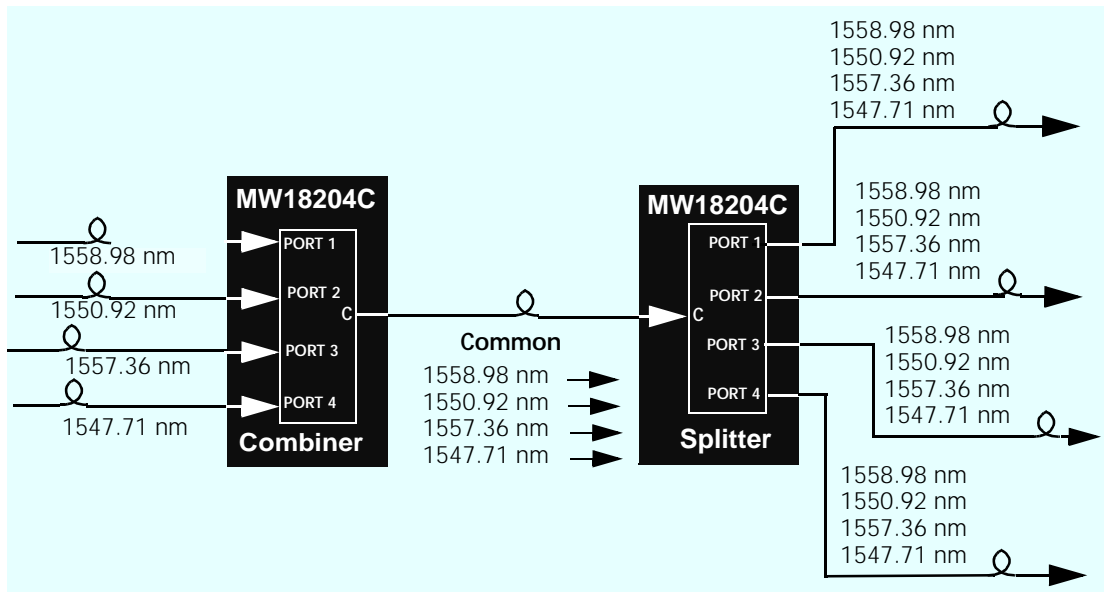 1558.98 nm
1550.92 nm
1557.36 nm
1547.71 nm
MW18204C
PORT 1
PORT 2
C
PORT 3
PORT 4
Combiner
1558.98 nm
1550.92 nm
1557.36 nm
1547.71 nm
Common
1558.98 nm
1550.92 nm
1557.36 nm
1547.71 nm
MW18204C
PORT 1
PORT 2
C
PORT 3
PORT 4
Splitter
1558.98 nm
1550.92 nm
1557.36 nm
1547.71 nm
1558.98 nm
1550.92 nm
1557.36 nm
1547.71 nm
1558.98 nm
1550.92 nm
1557.36 nm
1547.71 nm